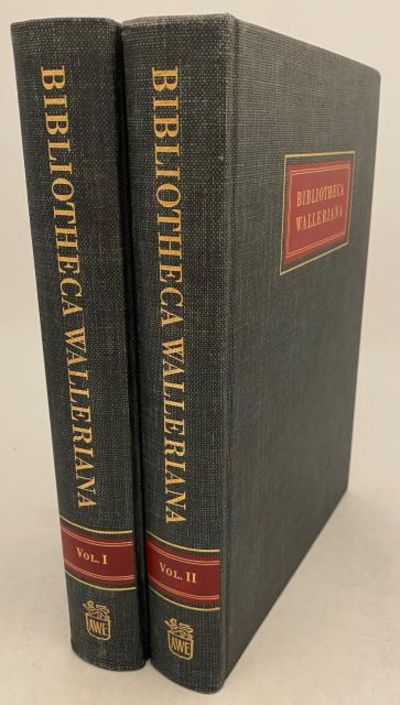 BIBLIOTHECA WALLERIANA
VOL. I
AWE
BIBLIOTHECA WALLERIANA
VOL. II
AWE
BIBLIOTHECA
WALLERIANA